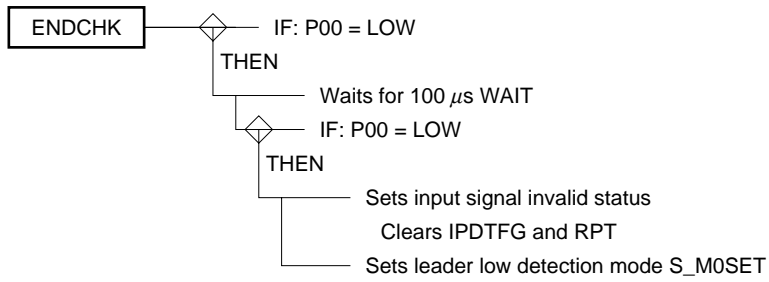 ENDCHK
IF: P00 = LOW
THEN
Waits for 100 μs WAIT
IF: P00 = LOW
THEN
Sets input signal invalid status
Clears IPDTFG and RPT
Sets leader low detection mode S_M0SET